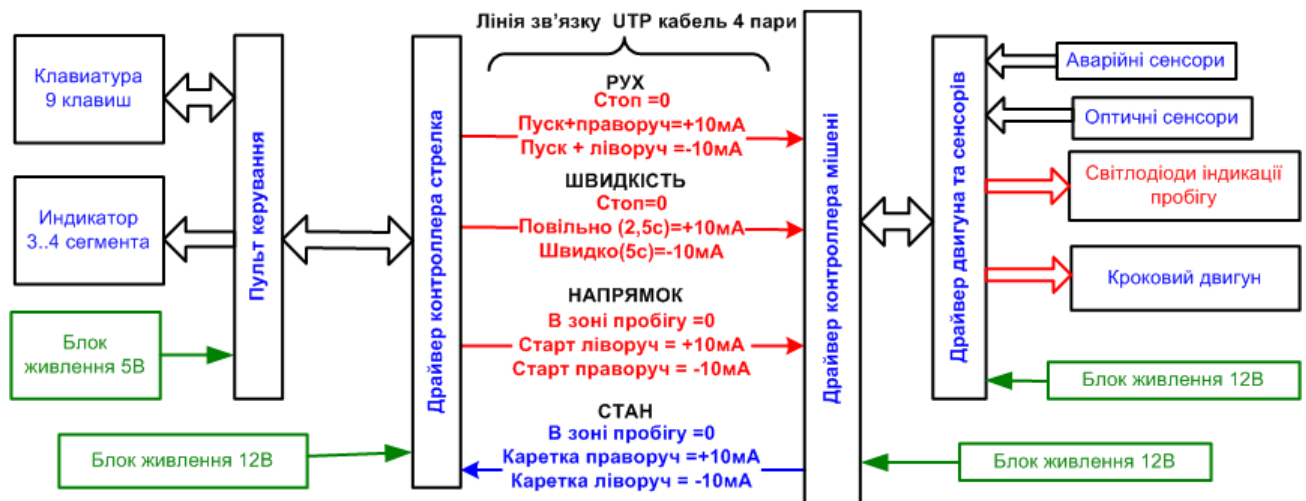 Лінія зв’язку UTP кабель 4 пари
Клавиатура
9 клавиш
Индикатор
3..4 сегмента
Блок
живлення 5В
Блок живлення 12В
Пульт керування
Драйвер контроллера стрелка
РУХ
Стоп =0
Пуск+праворуч=+10мА
Пуск + ліворуч =-10мА
ШВИДКІСТЬ
Стоп=0
Повільно (2,5с)=+10мА
Швидко(5с)=-10мА
НАПРЯМОК
В зоні пробігу =0
Старт ліворуч = +10мА
Старт праворуч = -10мА
СТАН
В зоні пробігу =0
Каретка праворуч =+10мА
Каретка ліворуч = -10мА
Драйвер контроллера мішені
Драйвер двигуна та сенсорів
Аварійні сенсори
Оптичні сенсори
Світлодіоди індикації
пробігу
Кроковий двигун
Блок живлення 12В
Блок живлення 12В